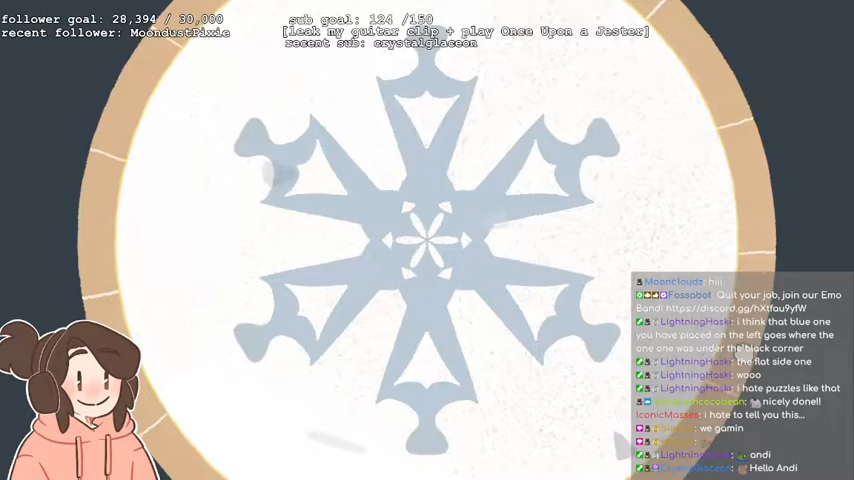 follower goal: 28,394 / 30,000
recent follower: MoondustPixie
sub goal: 124 /150
[leak my guitar clip + play Once Upon a Jester]
recent sub: crystalglaceon
Mooncloudz: hiii
Fossabot: Quit your job, join our Emo
Band! https://discord.gg/hXtfau9yfW
LightningHaski: i think that blue one
you have placed on the left goes where the
one one was under the black corner
LightningHaski: the flat side one
LightningHaski: wooo
LightningHaski: i hate puzzles like that
nicely done!!
IconicMasses: i hate to tell you this...
we gamin
andi
Hello Andi